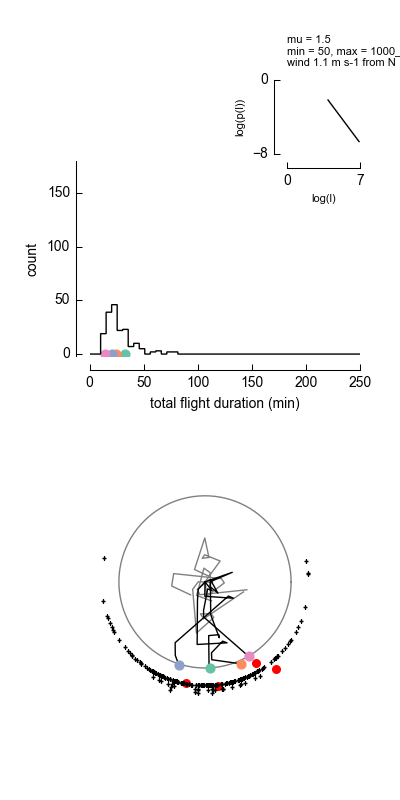 mu = 1.5
min = 50, max = 1000_
wind 1.1 m s-1 from N
0
log(p(l))
−8
0
7
log(l)
150
count
100
50
0
0
50
100
150
200
250
total flight duration (min)